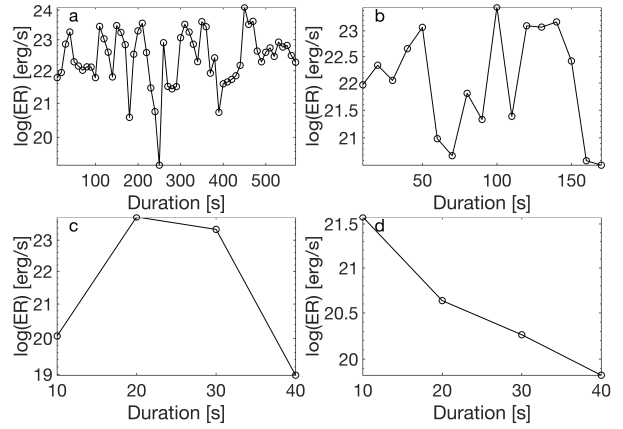 a
log(ER) [erg/s]
24
23
22
21
20
100 200 300 400 500
Duration [s]
b
log(ER) [erg/s]
23
22.5
22
21.5
21
50 100 150
Duration [s]
c
log(ER) [erg/s]
23
22
21
20
19
10 20 30 40
Duration [s]
d
log(ER) [erg/s]
21.5
21
20.5
20
10 20 30 40
Duration [s]